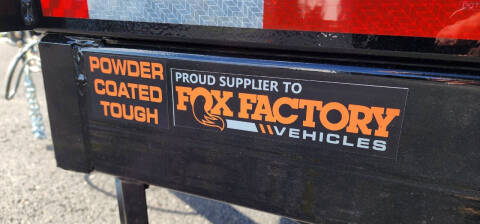 POWDER
COATED
TOUGH
PROUD SUPPLIER TO
FOX FACTORY
VEHICLES